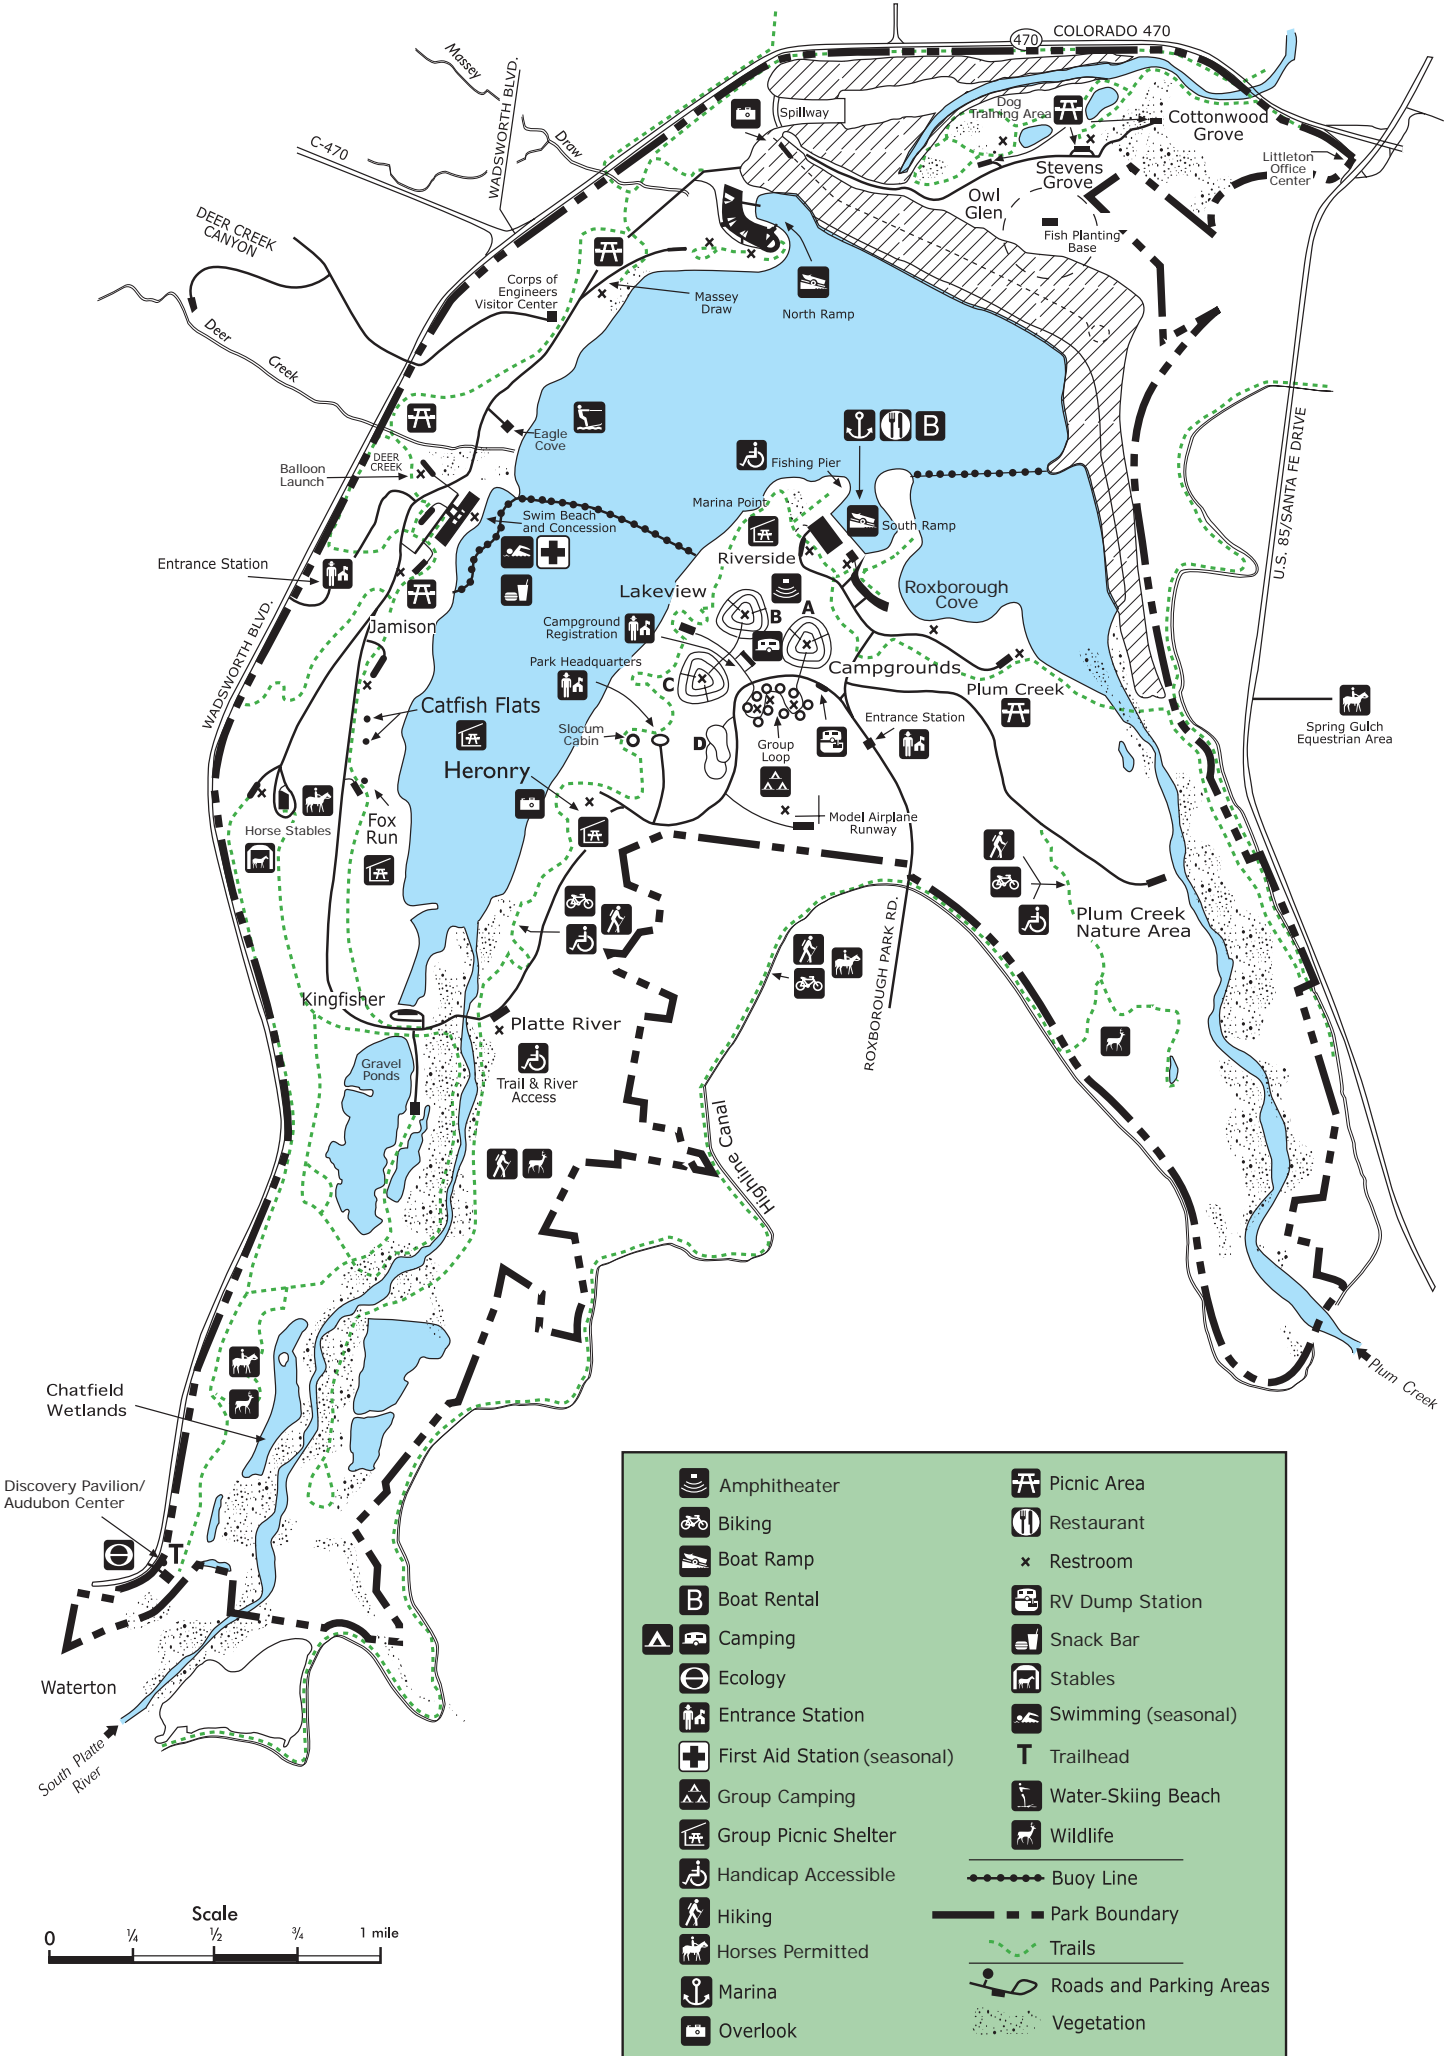 COLORADO 470
470
Massey
Draw
WADSWORTH BLVD.
C-470
Spillway
Dog
Training Area
Cottonwood
Grove
Littleton
Office
Center
Stevens
Grove
Owl
Glen
Fish Planting
Base
DEER CREEK
CANYON
Corps of
Engineers
Visitor Center
Massey
Draw
North Ramp
Deer
Creek
U.S. 85/SANTA FE DRIVE
Eagle
Cove
B
Balloon
Launch
DEER
CREEK
Fishing Pier
Marina Point
Swim Beach
and Concession
South Ramp
Entrance Station
Riverside
Lakeview
Roxborough
Cove
Jamison
Campground
Registration
B
A
WADSWORTH BLVD.
Park Headquarters
C
Campgrounds
Plum Creek
Catfish Flats
Slocum
Cabin
D
Group
Loop
Entrance Station
Spring Gulch
Equestrian Area
Heronry
Model Airplane
Runway
Horse Stables
Fox
Run
Plum Creek
Nature Area
ROXBOROUGH PARK RD.
Kingfisher
Platte River
Gravel
Ponds
Trail & River
Access
Highline Canal
Chatfield
Wetlands
Plum Creek
Discovery Pavilion/
Audubon Center
T
Waterton
South Platte
River
Scale
0 ¼ ½ ¾ 1 mile
Amphitheater
Biking
Boat Ramp
B Boat Rental
Camping
Ecology
Entrance Station
First Aid Station (seasonal)
Group Camping
Group Picnic Shelter
Handicap Accessible
Hiking
Horses Permitted
Marina
Overlook
Picnic Area
Restaurant
x Restroom
RV Dump Station
Snack Bar
Stables
Swimming (seasonal)
T Trailhead
Water-Skiing Beach
Wildlife
Buoy Line
Park Boundary
Trails
Roads and Parking Areas
Vegetation